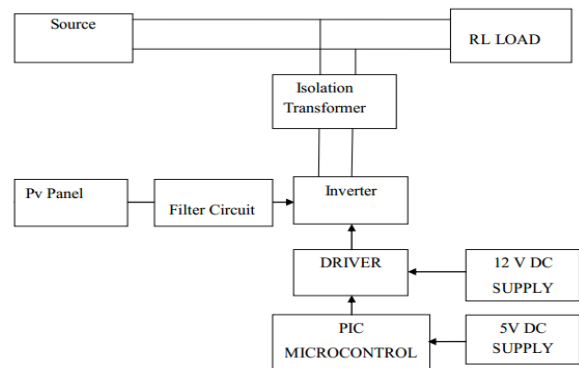 Source
RL LOAD
Isolation
Transformer
Pv Panel
Filter Circuit
Inverter
DRIVER
12 V DC
SUPPLY
PIC
MICROCONTROL
5V DC
SUPPLY